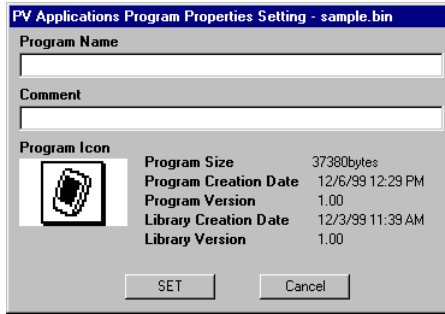 PV Applications Program Properties Setting - sample.bin
Program Name
Comment
Program Icon
Program Size 37380bytes
Program Creation Date 12/6/99 12:29 PM
Program Version 1.00
Library Creation Date 12/3/99 11:39 AM
Library Version 1.00
SET Cancel